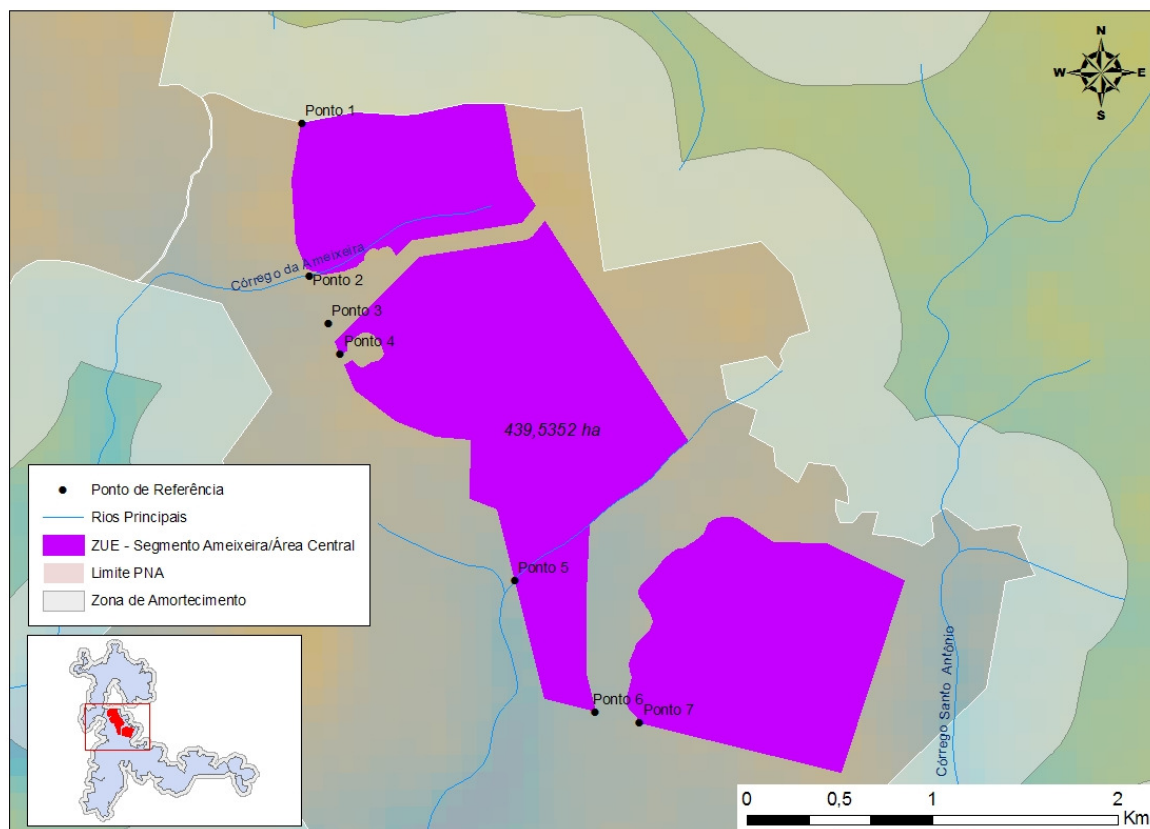 N
W E
S
Ponto 1
Córrego da Ameixeira
Ponto 2
Ponto 3
Ponto 4
439,5352 ha
Ponto de Referência
Rios Principais
ZUE - Segmento Ameixeira/Área Central
Limite PNA
Zona de Amortecimento
Ponto 5
Ponto 6
Ponto 7
Córrego Santo Antônio
0 0,5 1 2
Km